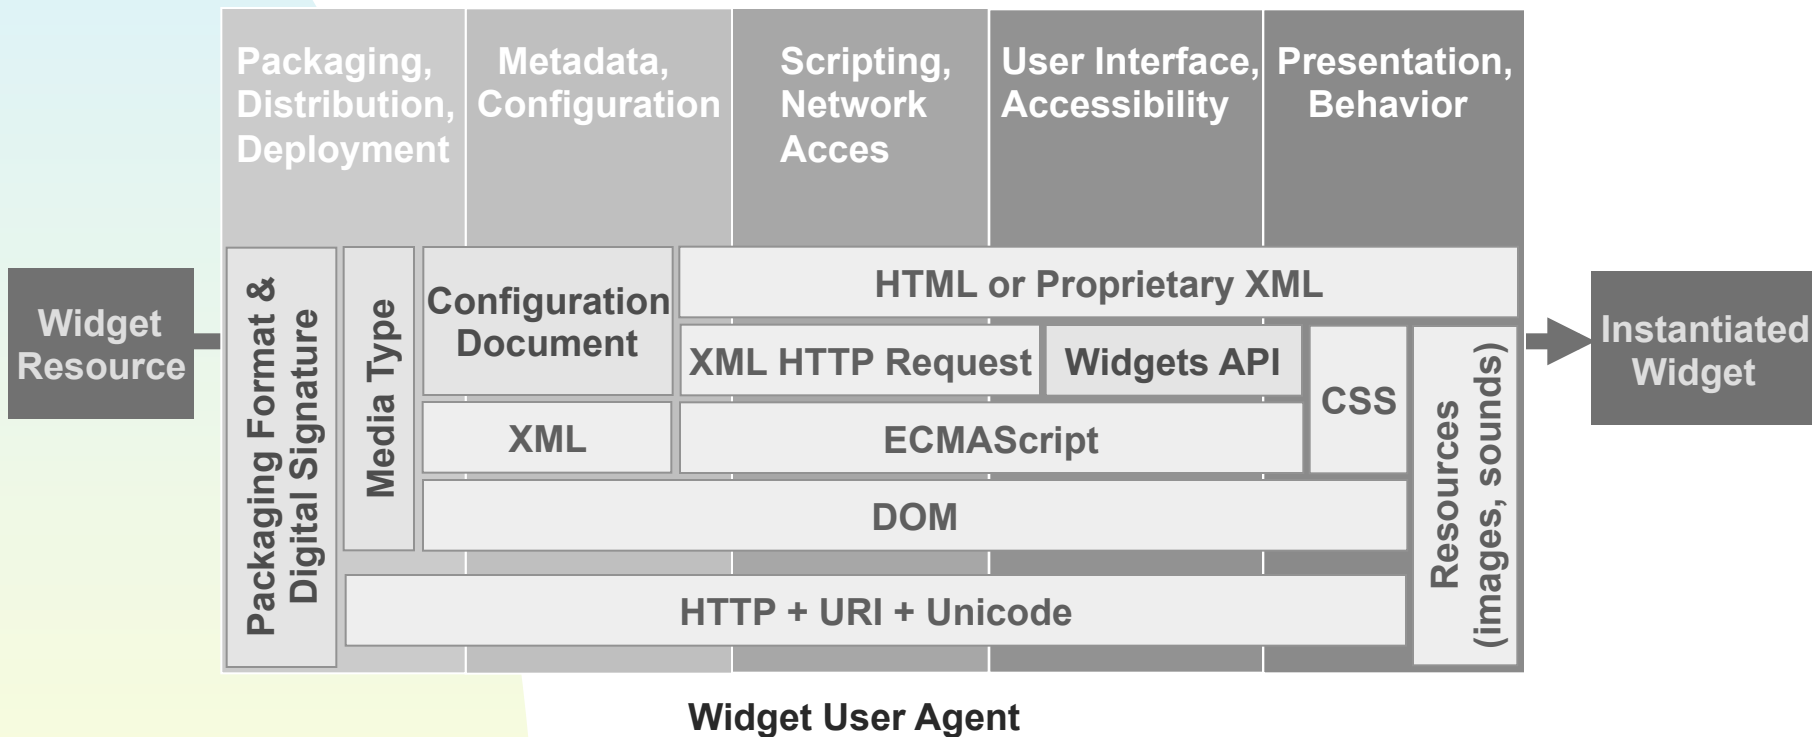 Packaging,
Distribution,
Deployment
Metadata,
Configuration
Scripting,
Network
Acces
User Interface,
Accessibility
Presentation,
Behavior
Widget
Resource
Packaging Format &
Digital Signature
Media Type
Configuration
Document
HTML or Proprietary XML
XML HTTP Request
Widgets API
CSS
Resources
(images, sounds)
XML
ECMAScript
DOM
HTTP + URI + Unicode
Instantiated
Widget
Widget User Agent